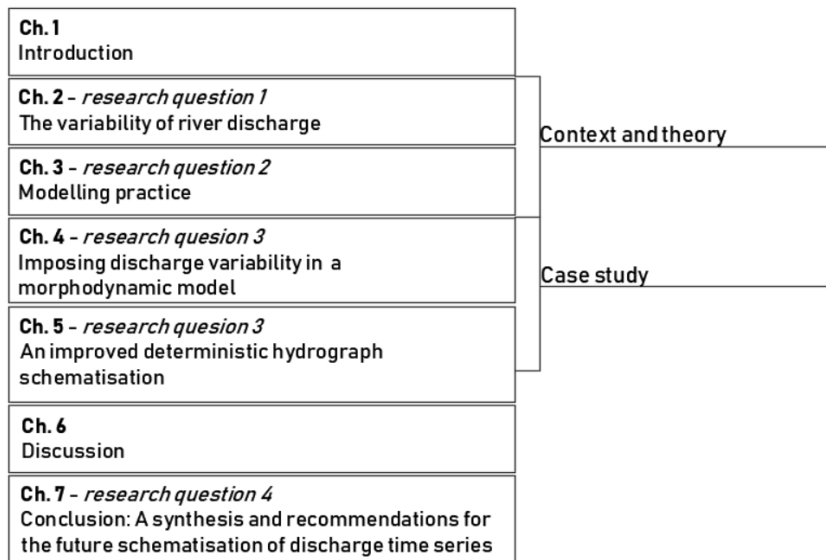 Ch. 1
Introduction
Ch. 2 - research question 1
The variability of river discharge
Context and theory
Ch. 3 - research question 2
Modelling practice
Ch. 4 - research quesion 3
Imposing discharge variability in a
morphodynamic model
Case study
Ch. 5 - research quesion 3
An improved deterministic hydrograph
schematisation
Ch. 6
Discussion
Ch. 7 - research question 4
Conclusion: A synthesis and recommendations for
the future schematisation of discharge time series